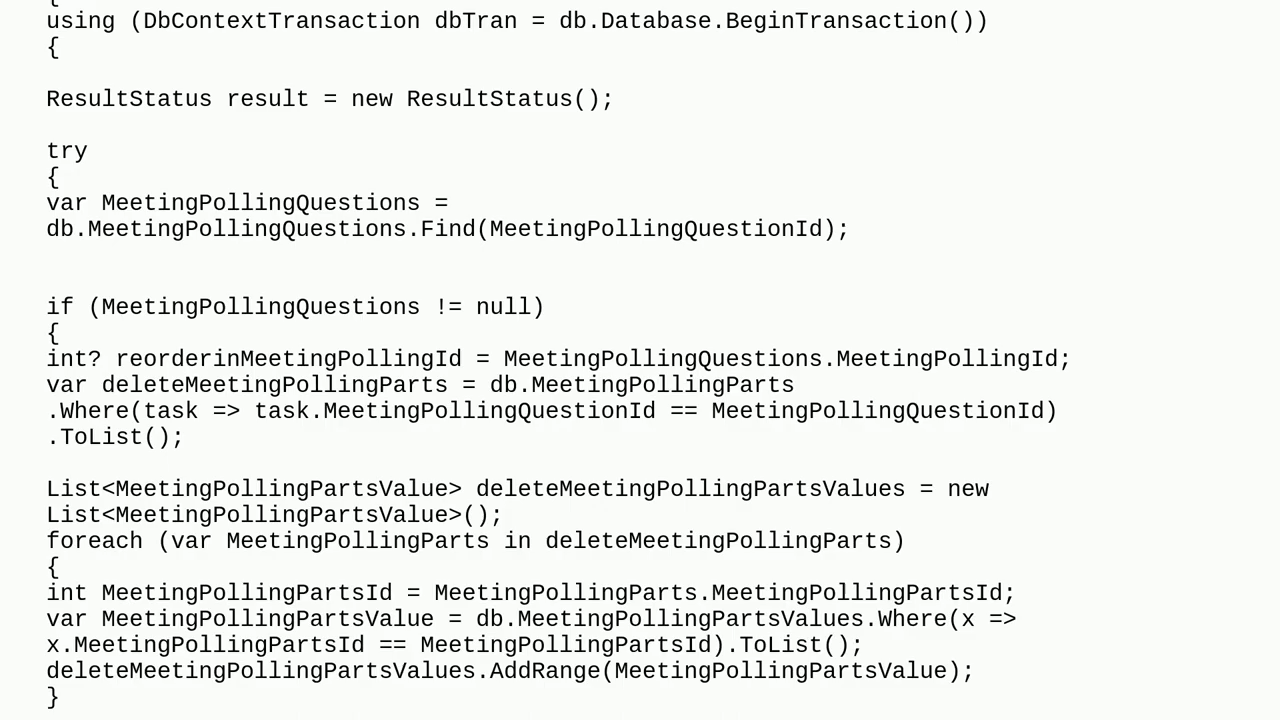 using (DbContextTransaction dbTran = db.Database.BeginTransaction())
{
ResultStatus result = new ResultStatus();
try
{
var MeetingPollingQuestions =
db.MeetingPollingQuestions.Find(MeetingPollingQuestionId);
if (MeetingPollingQuestions != null)
{
int? reorderinMeetingPollingId = MeetingPollingQuestions.MeetingPollingId;
var deleteMeetingPollingParts = db.MeetingPollingParts
.Where(task => task.MeetingPollingQuestionId == MeetingPollingQuestionId)
.ToList();
List<MeetingPollingPartsValue> deleteMeetingPollingPartsValues = new
List<MeetingPollingPartsValue>();
foreach (var MeetingPollingParts in deleteMeetingPollingParts)
{
int MeetingPollingPartsId = MeetingPollingParts.MeetingPollingPartsId;
var MeetingPollingPartsValue = db.MeetingPollingPartsValues.Where(x =>
x.MeetingPollingPartsId == MeetingPollingPartsId).ToList();
deleteMeetingPollingPartsValues.AddRange(MeetingPollingPartsValue);
}